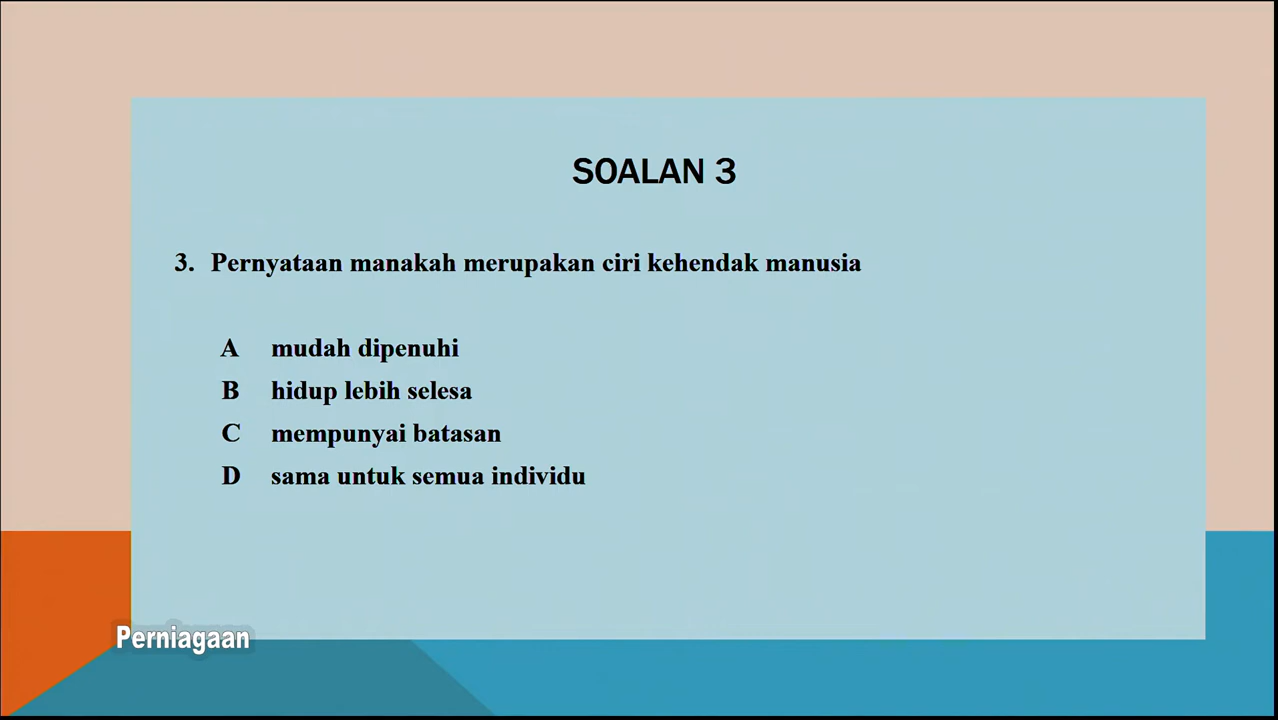 SOALAN 3
3. Pernyataan manakah merupakan ciri kehendak manusia
A mudah dipenuhi
B hidup lebih selesa
C mempunyai batasan
D sama untuk semua individu
Perniagaan